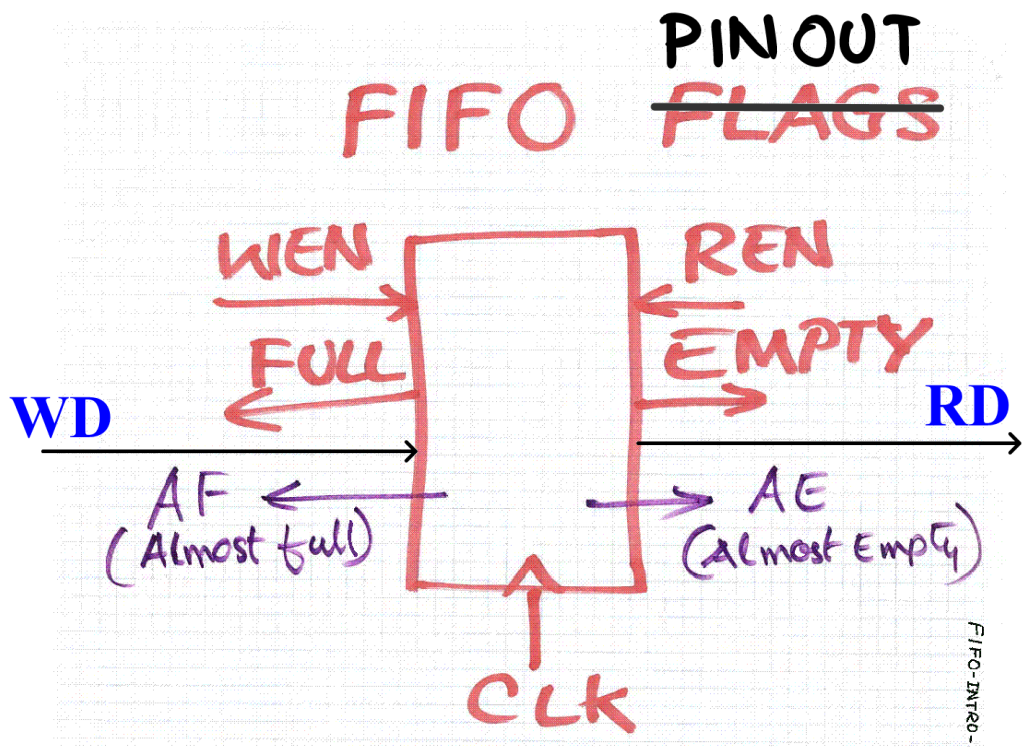 PINOUT
FIFO FLAGS
WEN
REN
FULL
EMPTY
WD
RD
AF
(Almost full)
AE
(Almost Empty)
CLK
FIFO-INTRO-